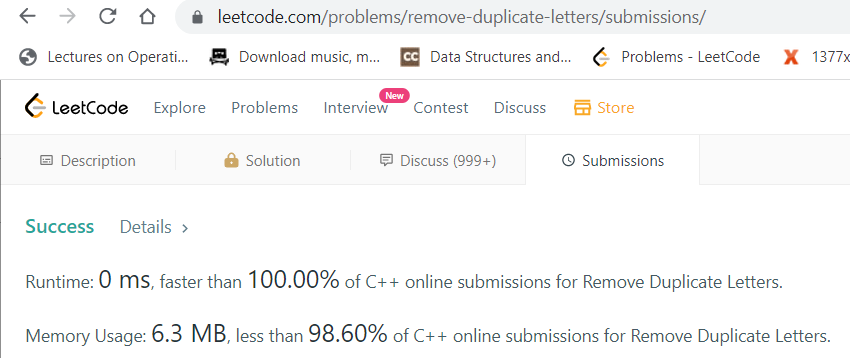 leetcode.com/problems/remove-duplicate-letters/submissions/
Lectures on Operati... Download music, m... CC Data Structures and... Problems - LeetCode X 1377x
LeetCode Explore Problems Interview New Contest Discuss Store
Description Solution Discuss (999+) Submissions
Success Details >
Runtime: 0 ms, faster than 100.00% of C++ online submissions for Remove Duplicate Letters.
Memory Usage: 6.3 MB, less than 98.60% of C++ online submissions for Remove Duplicate Letters.